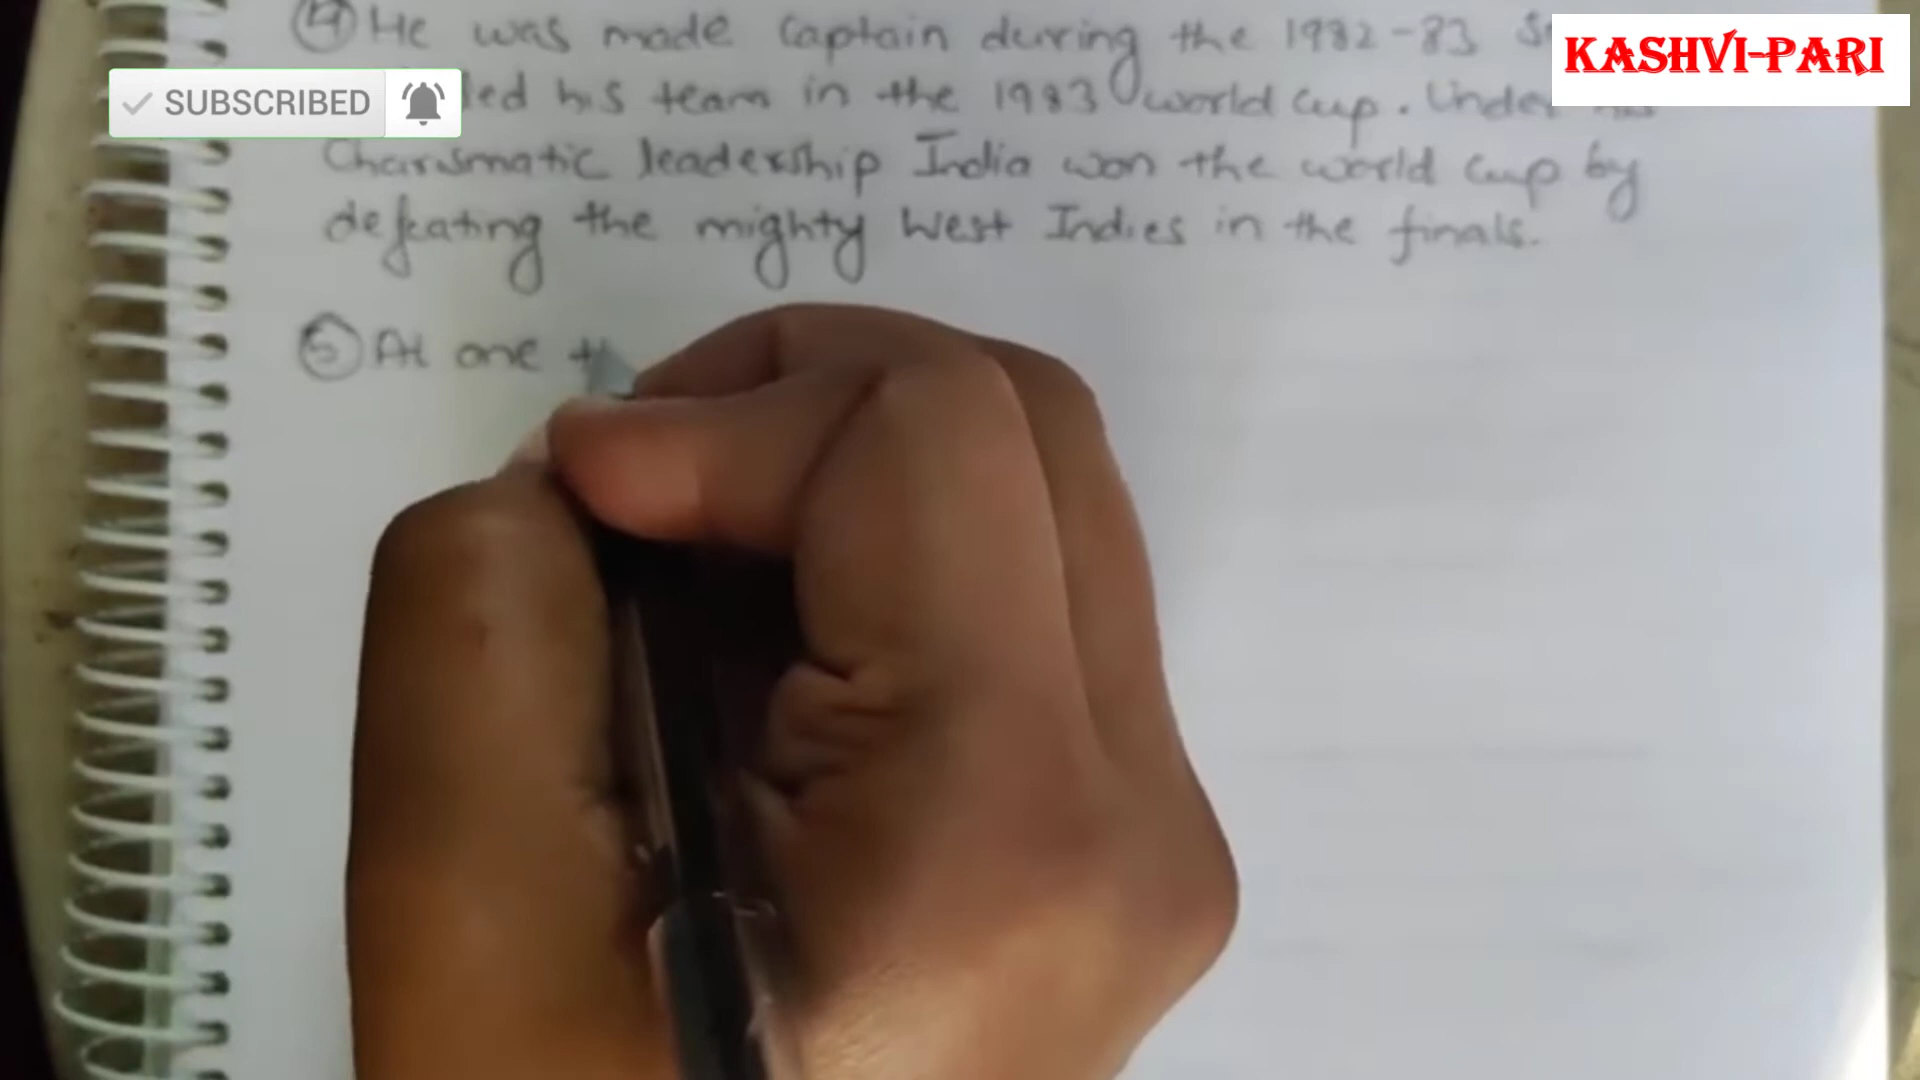 ④ He was made Captain during the 1982-83
KASHVI-PARI
SUBSCRIBED
led his team in the 1983 world cup. Under
Charismatic leadership India won the world cup by
defeating the mighty West Indies in the finals.
⑤ At one